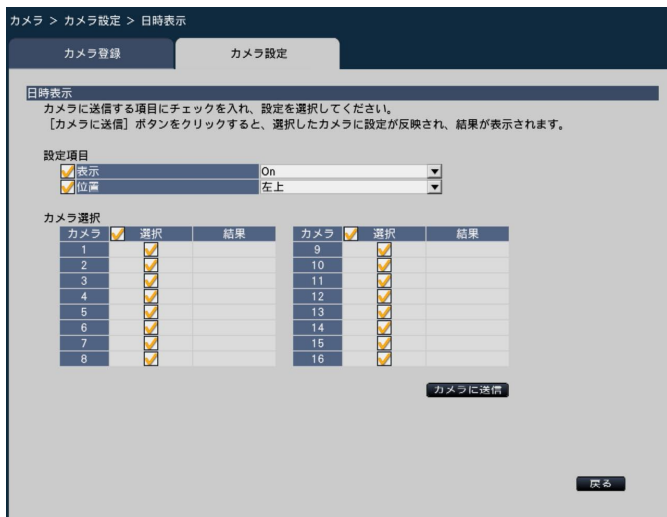 カメラ > カメラ設定 > 日時表示
カメラ登録 カメラ設定
日時表示
カメラに送信する項目にチェックを入れ、設定を選択してください。
［カメラに送信］ボタンをクリックすると、選択したカメラに設定が反映され、結果が表示されます。
設定項目
表示 On
位置 左上
カメラ選択
カメラ 選択 結果 カメラ 選択 結果
1 9
2 10
3 11
4 12
5 13
6 14
7 15
8 16
カメラに送信
戻る